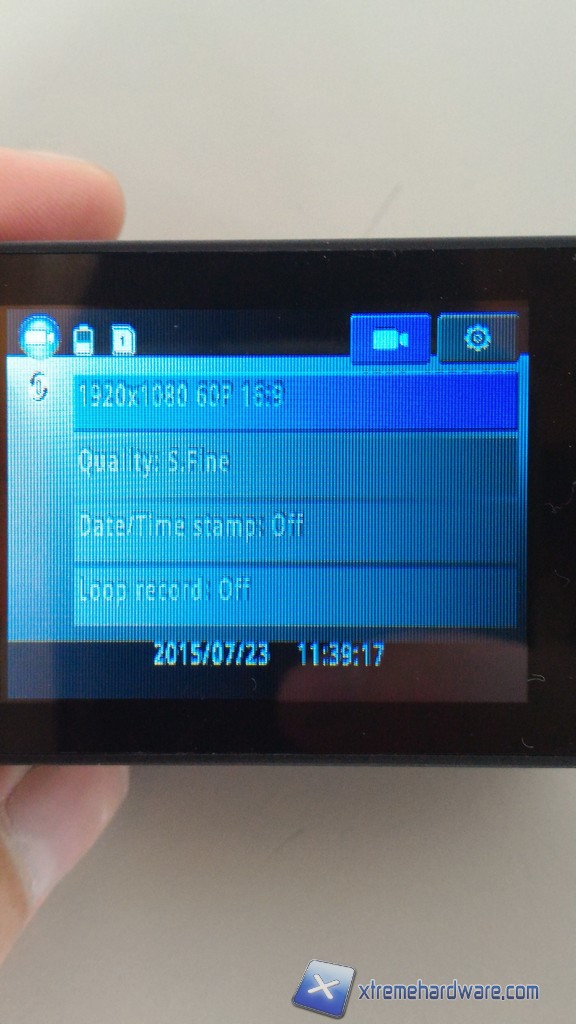 1
1920x1080 60P 16:9
Quality: S.Fine
Date/Time stamp: Off
Loop record: Off
2015/07/23 11:39:17
xtremehardware.com